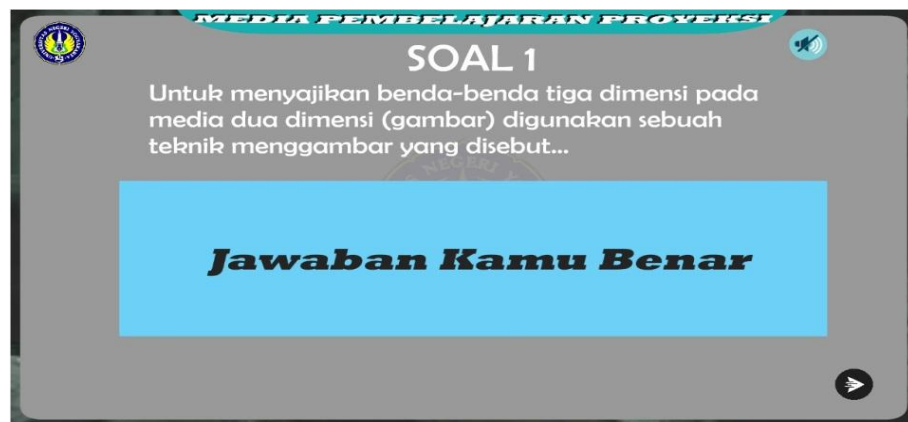 MEDIA PEMBELAJARAN PROYEKSI
SOAL 1
Untuk menyajikan benda-benda tiga dimensi pada
media dua dimensi (gambar) digunakan sebuah
teknik menggambar yang disebut...
NEGERI Y
Jawaban Kamu Benar